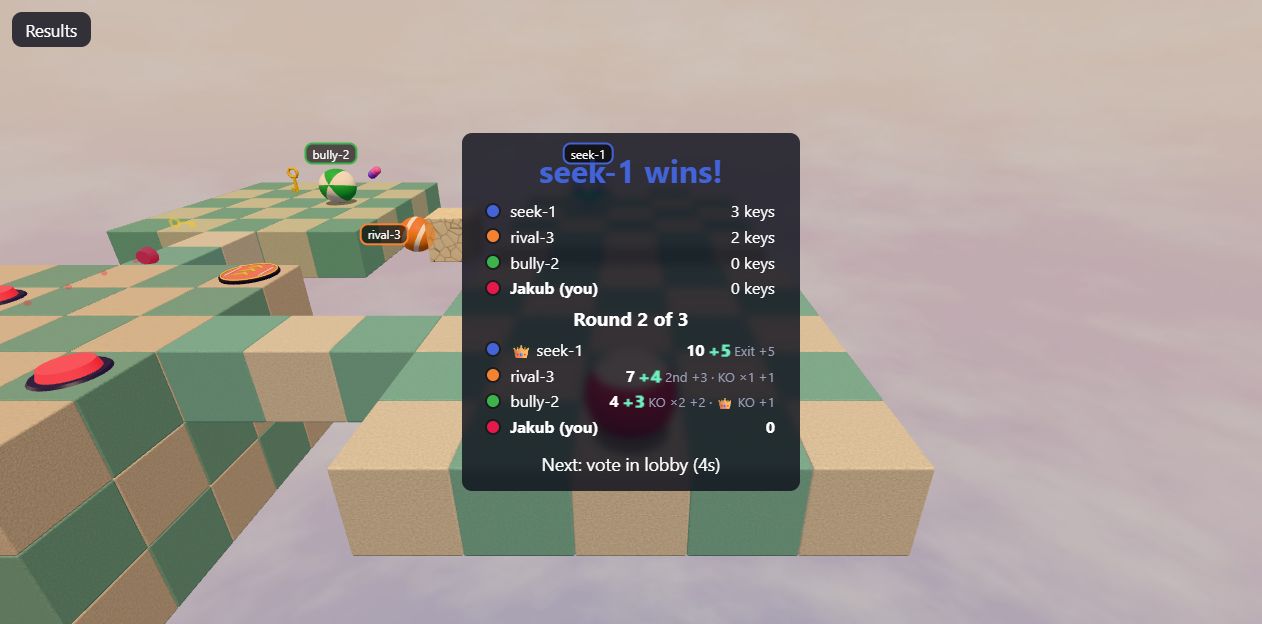 Results
bully-2
seek-1
rival-3
seek-1 wins!
seek-1 3 keys
rival-3 2 keys
bully-2 0 keys
Jakub (you) 0 keys
Round 2 of 3
seek-1 10 +5 Exit +5
rival-3 7 +4 2nd +3 · KO ×1 +1
bully-2 4 +3 KO ×2 +2 · 👑 KO +1
Jakub (you) 0
Next: vote in lobby (4s)